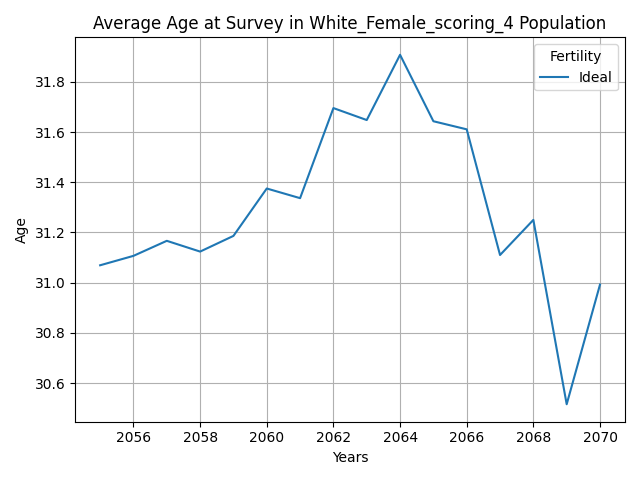 Average Age at Survey in White_Female_scoring_4 Population
Fertility
Ideal
31.8
31.6
31.4
31.2
31.0
30.8
30.6
Age
2056 2058 2060 2062 2064 2066 2068 2070
Years